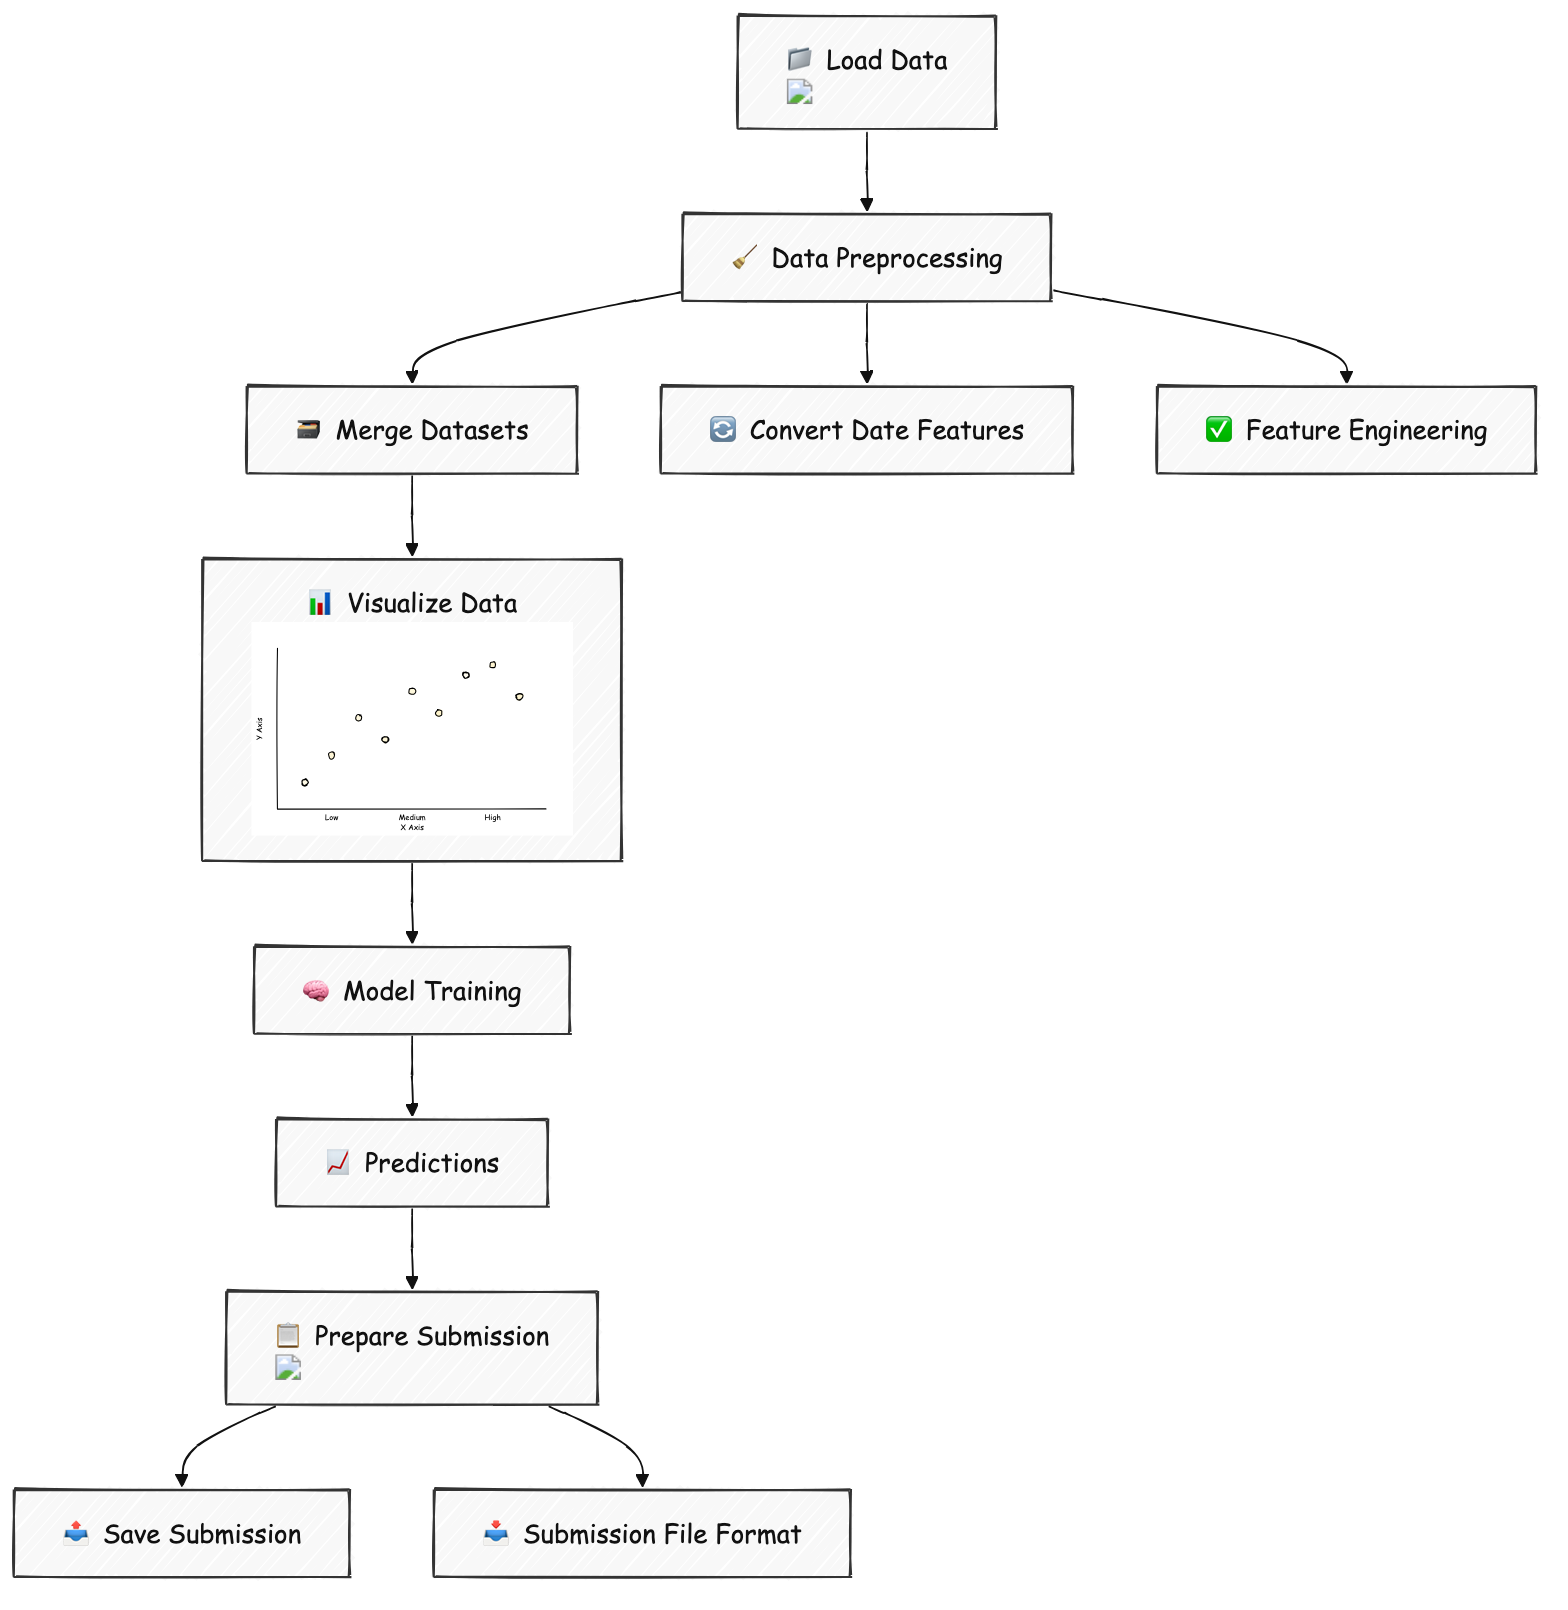 Load Data
Data Preprocessing
Merge Datasets
Convert Date Features
Feature Engineering
Visualize Data
Y Axis
Low Medium High
X Axis
Model Training
Predictions
Prepare Submission
Save Submission
Submission File Format